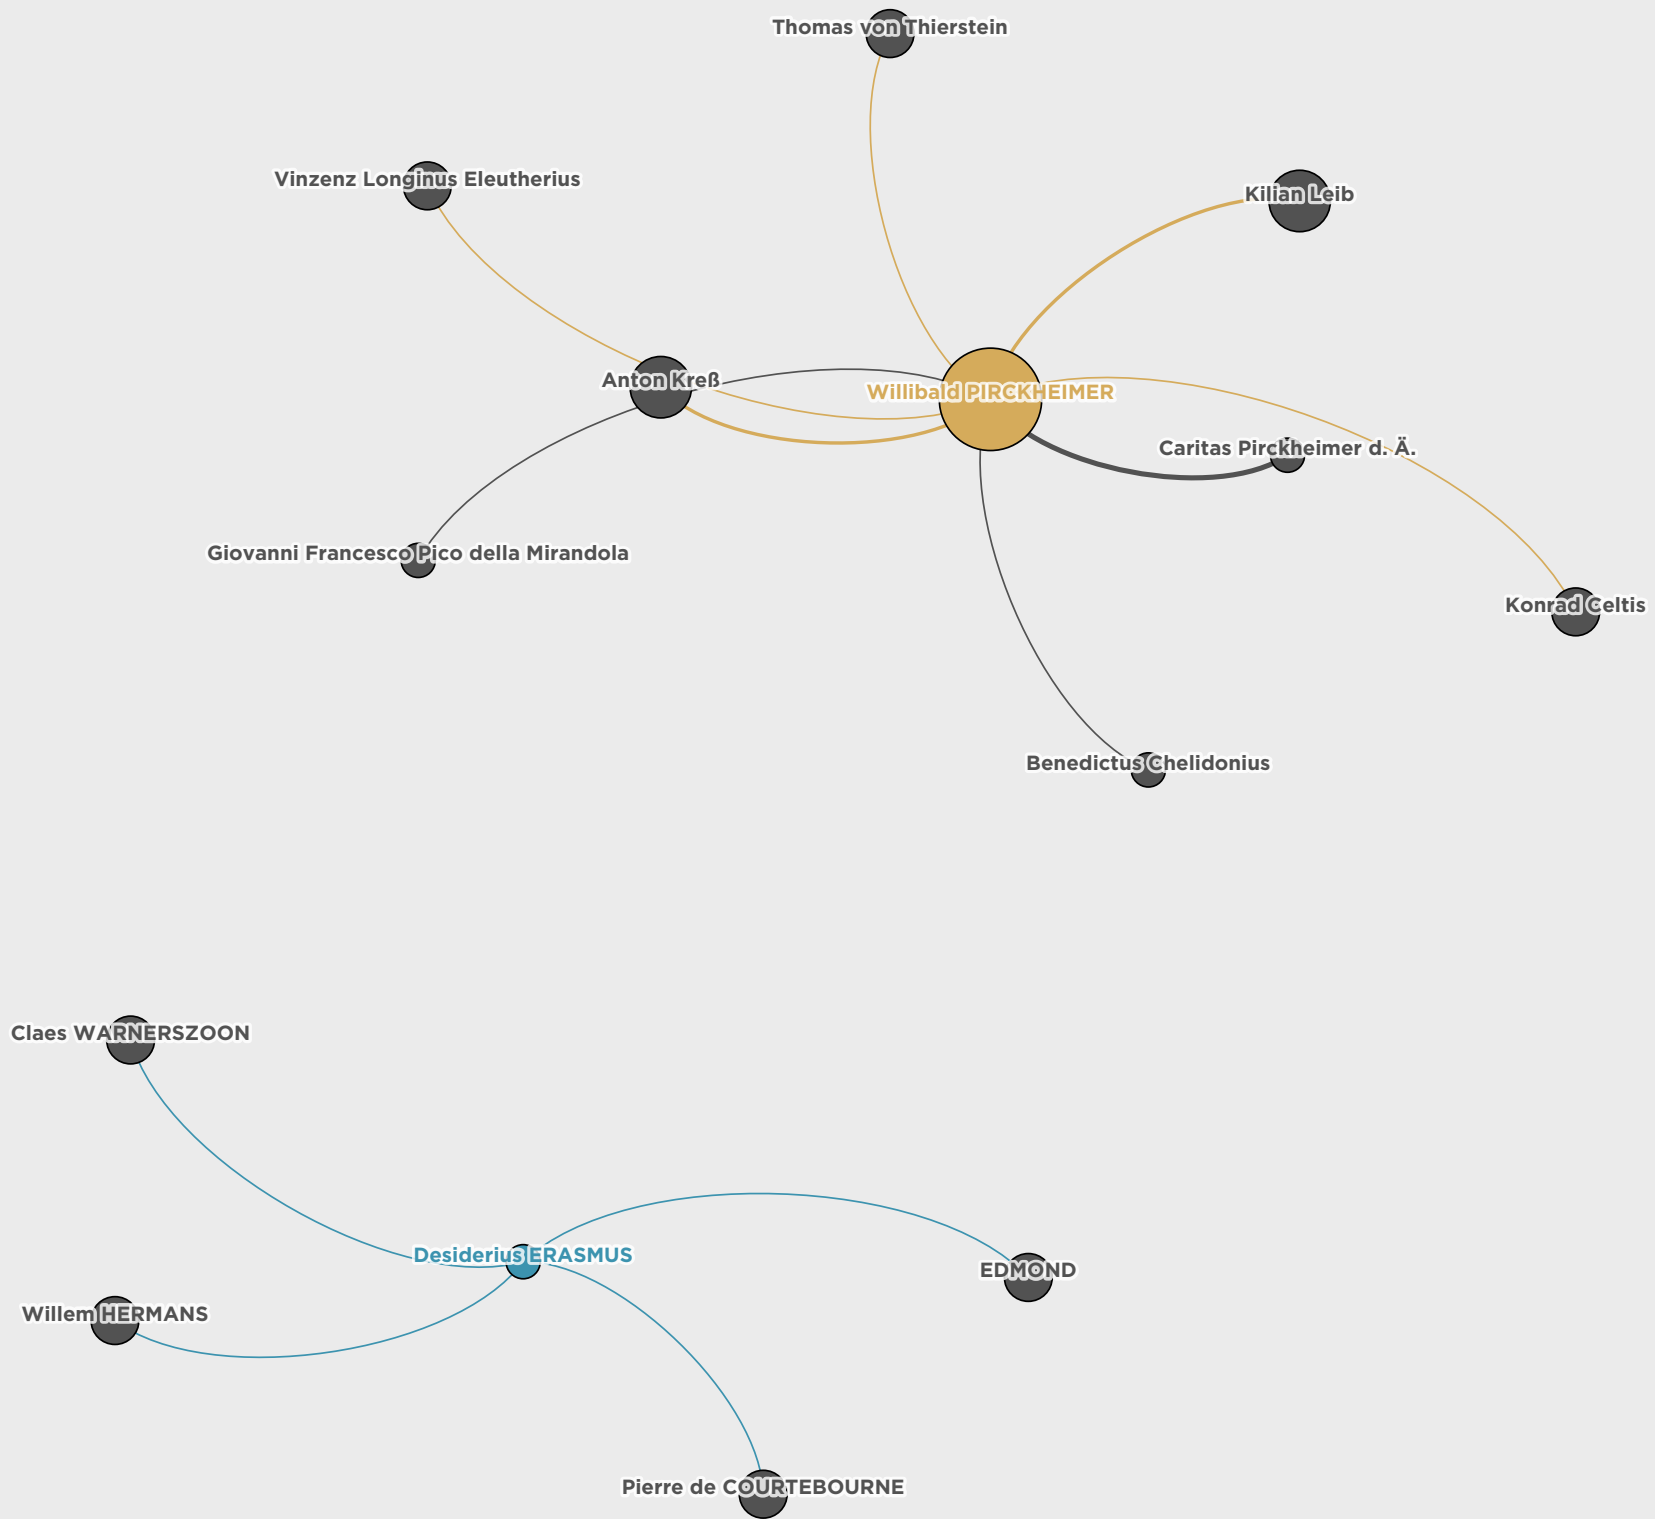 Thomas von Thierstein
Vinzenz Longinus Eleutherius
Kilian Leib
Anton Kreß
Willibald PIRCKHEIMER
Caritas Pirckheimer d. Ä.
Giovanni Francesco Pico della Mirandola
Konrad Celtis
Benedictus Chelidonius
Claes WARNERSZOON
Desiderius ERASMUS
EDMOND
Willem HERMANS
Pierre de COURTEBOURNE